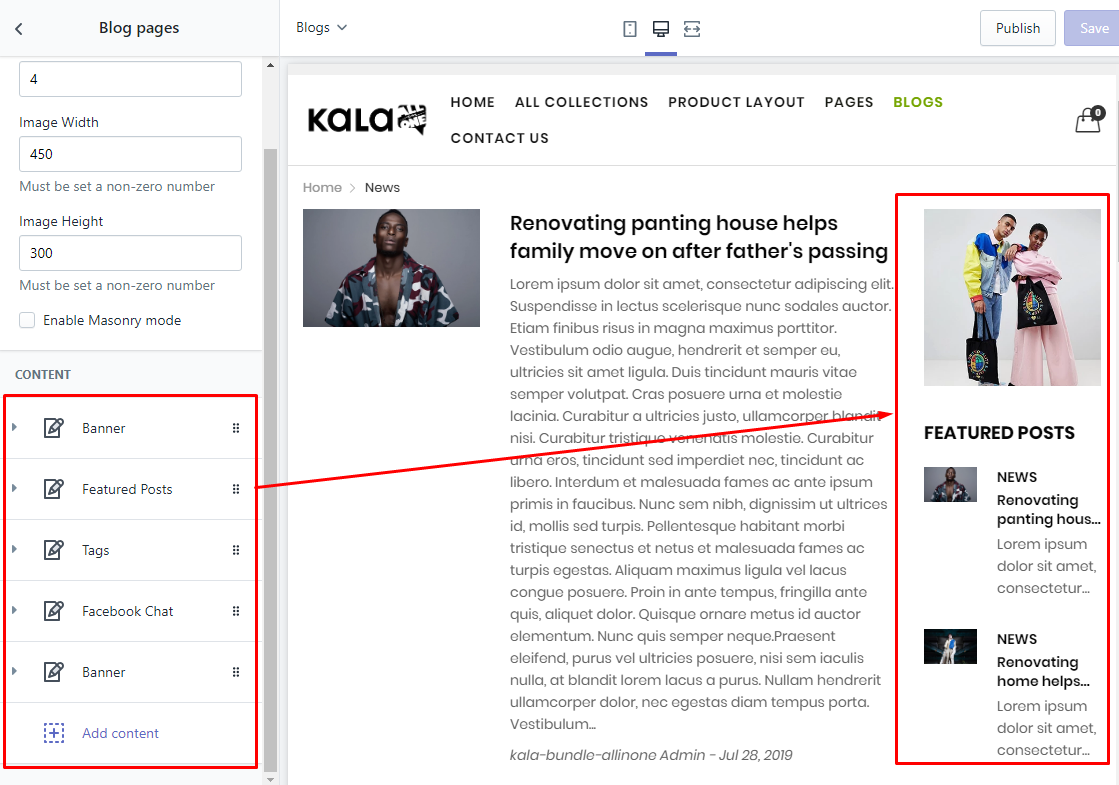 Blog pages
4
Image Width
450
Must be set a non-zero number
Image Height
300
Must be set a non-zero number
Enable Masonry mode
CONTENT
Banner
Featured Posts
Tags
Facebook Chat
Banner
Add content
Blogs
Publish
Save
KALA ALL IN ONE
HOME
ALL COLLECTIONS
PRODUCT LAYOUT
PAGES
BLOGS
CONTACT US
0
Home
News
Renovating panting house helps
family move on after father's passing
Lorem ipsum dolor sit amet, consectetur adipiscing elit.
Suspendisse in lectus scelerisque nunc sodales auctor.
Etiam finibus risus in magna maximus porttitor.
Vestibulum odio augue, hendrerit et semper eu,
ultricies sit amet ligula. Duis tincidunt mauris vitae
semper volutpat. Cras posuere urna et molestie
lacinia. Curabitur a ultricies justo, ullamcorper blandit
nisi. Curabitur tristique venenatis molestie. Curabitur
urna eros, tincidunt sed imperdiet nec, tincidunt ac
libero. Interdum et malesuada fames ac ante ipsum
primis in faucibus. Nunc sem nibh, dignissim ut ultrices
id, mollis sed turpis. Pellentesque habitant morbi
tristique senectus et netus et malesuada fames ac
turpis egestas. Aliquam maximus ligula vel lacus
congue posuere. Proin in ante tempus, fringilla ante
quis, aliquet dolor. Quisque ornare metus id auctor
elementum. Nunc quis semper neque.Praesent
eleifend, purus vel ultricies posuere, nisi sem iaculis
nulla, at blandit lorem lacus a purus. Nullam hendrerit
ullamcorper dolor, nec egestas diam tempus porta.
Vestibulum...
kala-bundle-allinone Admin - Jul 28, 2019
FEATURED POSTS
NEWS
Renovating
panting hous...
Lorem ipsum
dolor sit amet,
consectetur...
NEWS
Renovating
home helps...
Lorem ipsum
dolor sit amet,
consectetur...